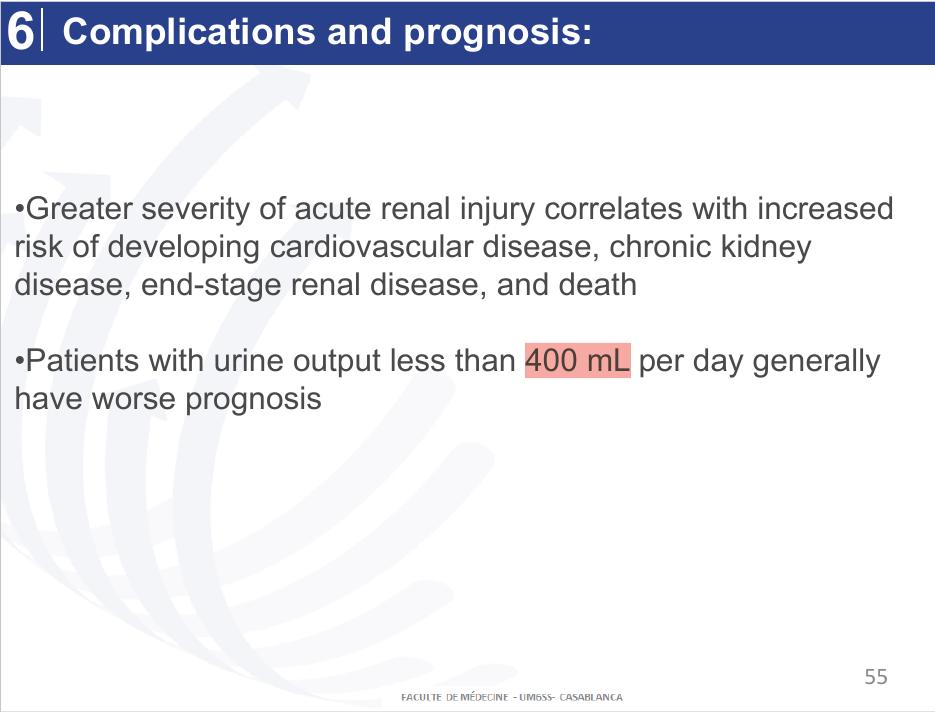 6 Complications and prognosis:
•Greater severity of acute renal injury correlates with increased
risk of developing cardiovascular disease, chronic kidney
disease, end-stage renal disease, and death
•Patients with urine output less than 400 mL per day generally
have worse prognosis
55
FACULTE DE MÉDECINE - UM6SS- CASABLANCA